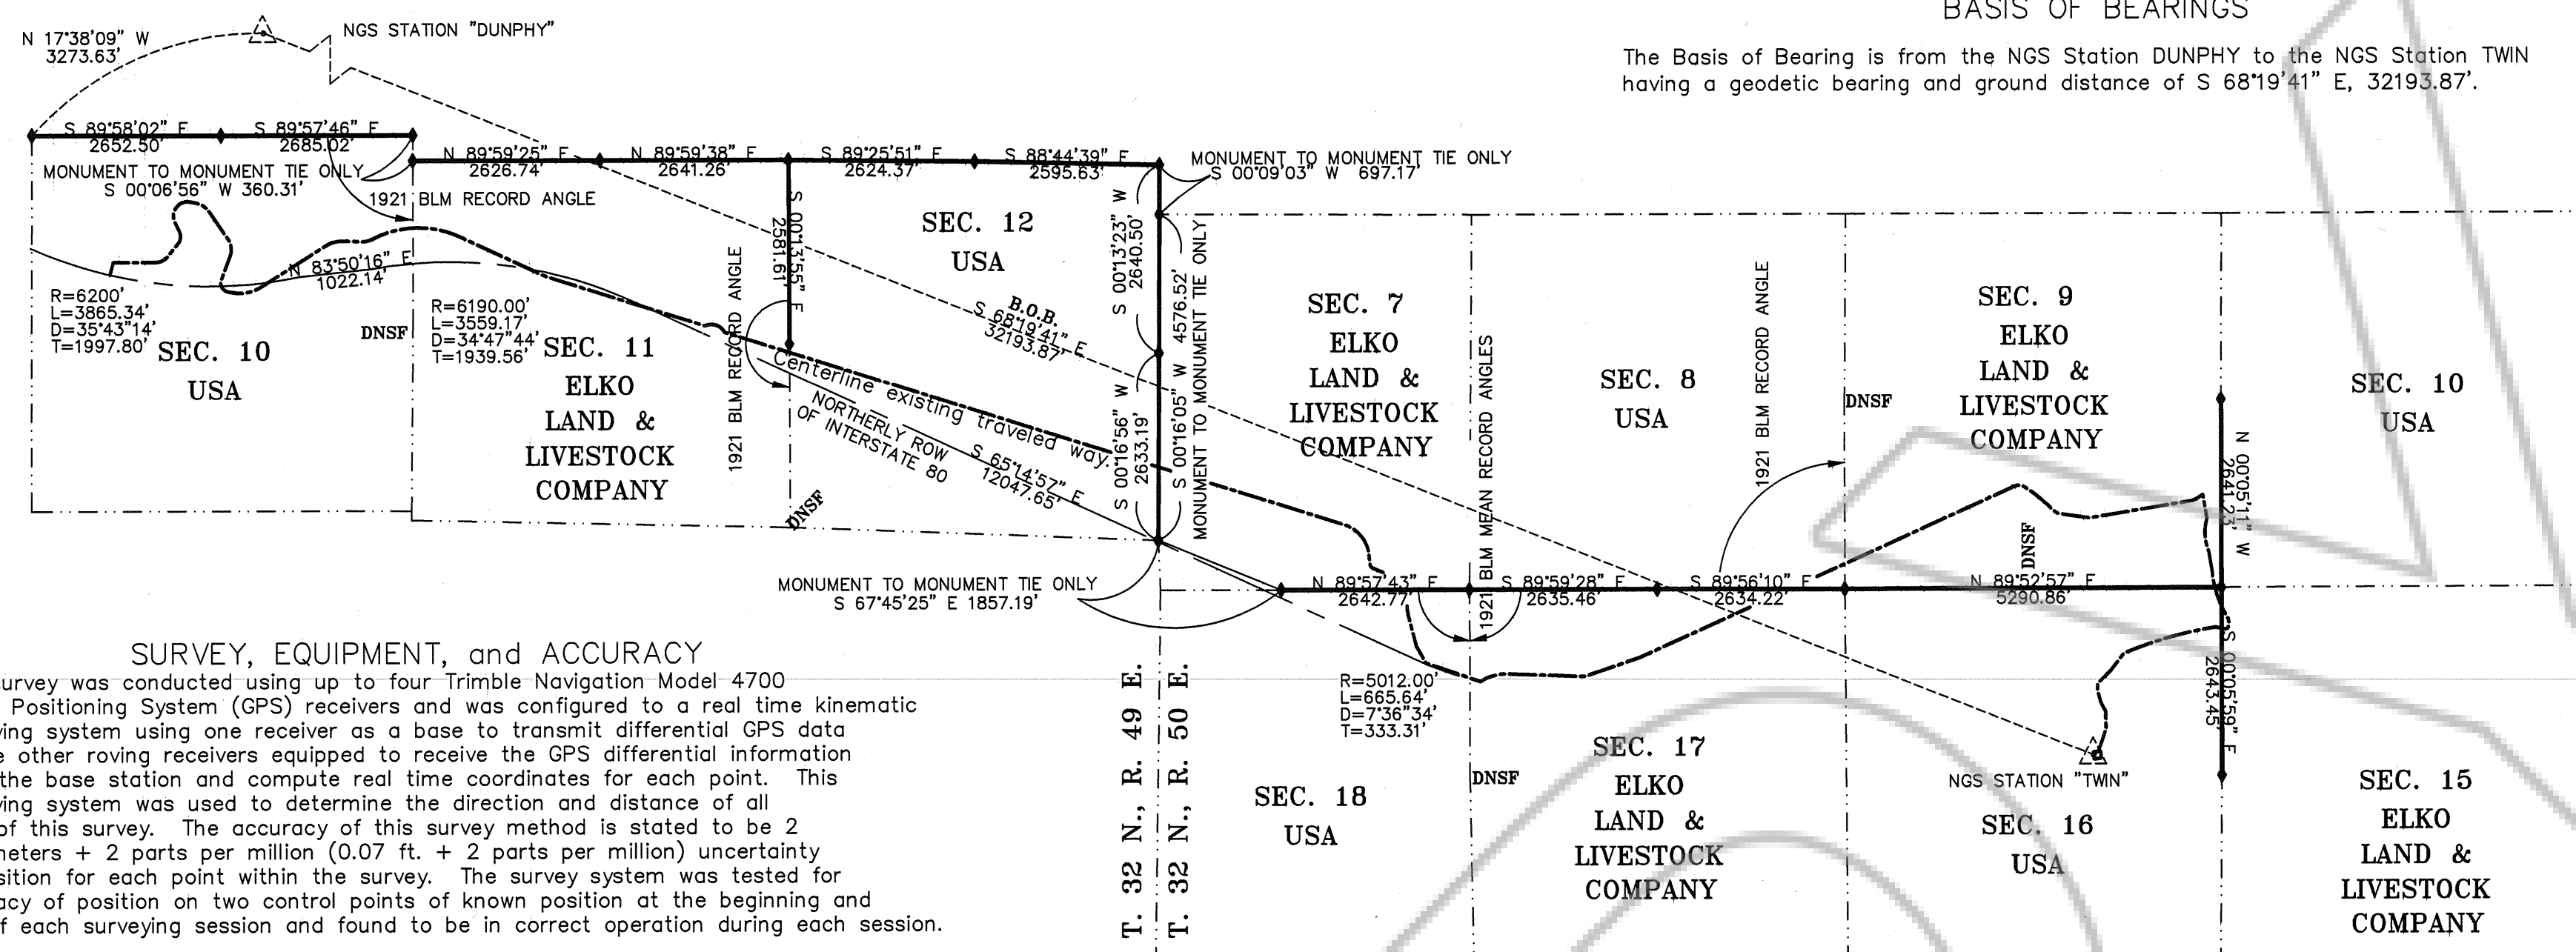 BASIS OF BEARINGS
The Basis of Bearing is from the NGS Station DUNPHY to the NGS Station TWIN
having a geodetic bearing and ground distance of S 68°19'41" E, 32193.87'.
N 17°38'09" W
3273.63'
NGS STATION "DUNPHY"
S 89°58'02" E
2652.50'
S 89°57'46" E
2685.02'
MONUMENT TO MONUMENT TIE ONLY
S 00°06'56" W 360.31'
1921 BLM RECORD ANGLE
N 89°59'25" E
2626.74'
N 89°59'38" E
2641.26'
S 89°25'51" E
2624.37'
S 88°44'39" E
2595.63'
MONUMENT TO MONUMENT TIE ONLY
S 00°09'03" W 697.17'
S 00°13'55" E
2581.61'
1921 BLM RECORD ANGLE
SEC. 12
USA
S 00°13'23" W
2640.50'
S 00°16'56" W
2633.19'
S 00°16'05" W 4576.52'
MONUMENT TO MONUMENT TIE ONLY
N 83°50'16" E
1022.14'
R=6200'
L=3865.34'
D=35°43"14'
T=1997.80'
SEC. 10
USA
DNSF
R=6190.00'
L=3559.17'
D=34°47"44'
T=1939.56'
SEC. 11
ELKO
LAND &
LIVESTOCK
COMPANY
B.O.B.
S 68°19'41" E
32193.87'
Centerline existing traveled way.
NORTHERLY ROW
OF INTERSTATE 80
S 65°14'57" E
12047.65'
DNSF
SEC. 7
ELKO
LAND &
LIVESTOCK
COMPANY
1921 BLM MEAN RECORD ANGLES
SEC. 8
USA
1921 BLM RECORD ANGLE
DNSF
SEC. 9
ELKO
LAND &
LIVESTOCK
COMPANY
DNSF
SEC. 10
USA
N 00°05'11" W
2641.23'
MONUMENT TO MONUMENT TIE ONLY
S 67°45'25" E 1857.19'
N 89°57'43" E
2642.77'
S 89°59'28" E
2635.46'
S 89°56'10" E
2634.22'
N 89°52'57" E
5290.86'
S 00°05'59" E
2643.45'
R=5012.00'
L=665.64'
D=7°36"34'
T=333.31'
T. 32 N., R. 49 E.
T. 32 N., R. 50 E.
SEC. 18
USA
DNSF
SEC. 17
ELKO
LAND &
LIVESTOCK
COMPANY
NGS STATION "TWIN"
SEC. 16
USA
SEC. 15
ELKO
LAND &
LIVESTOCK
COMPANY
SURVEY, EQUIPMENT, and ACCURACY
survey was conducted using up to four Trimble Navigation Model 4700
Positioning System (GPS) receivers and was configured to a real time kinematic
ving system using one receiver as a base to transmit differential GPS data
e other roving receivers equipped to receive the GPS differential information
the base station and compute real time coordinates for each point. This
ving system was used to determine the direction and distance of all
of this survey. The accuracy of this survey method is stated to be 2
meters + 2 parts per million (0.07 ft. + 2 parts per million) uncertainty
sition for each point within the survey. The survey system was tested for
acy of position on two control points of known position at the beginning and
f each surveying session and found to be in correct operation during each session.